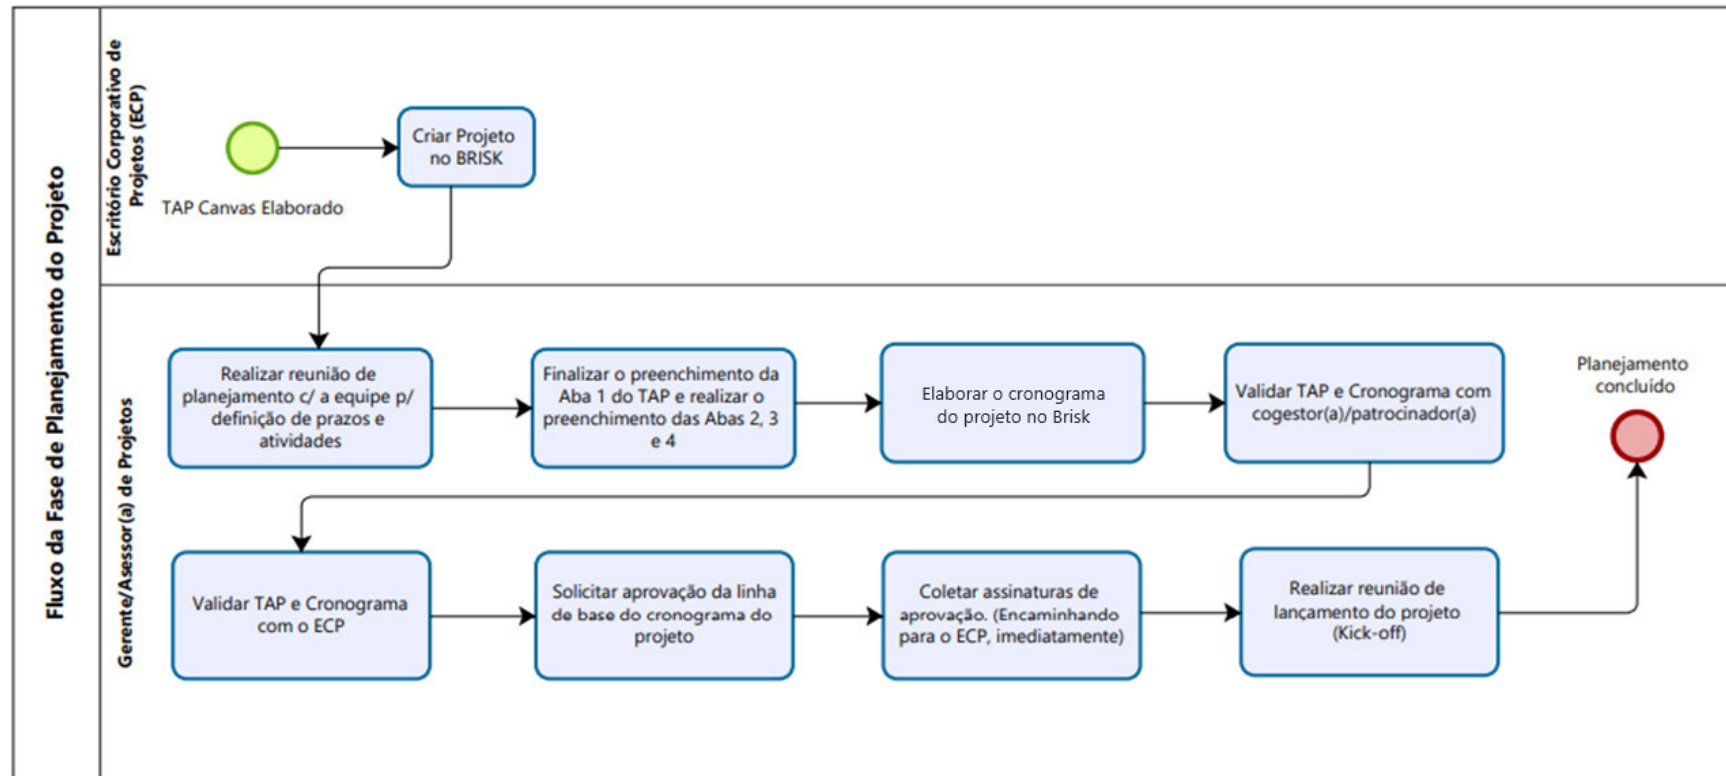 Fluxo da Fase de Planejamento do Projeto
Escritório Corporativo de
Projetos (ECP)
TAP Canvas Elaborado
Criar Projeto
no BRISK
Gerente/Asessor(a) de Projetos
Realizar reunião de
planejamento c/ a equipe p/
definição de prazos e
atividades
Finalizar o preenchimento da
Aba 1 do TAP e realizar o
preenchimento das Abas 2, 3
e 4
Elaborar o cronograma
do projeto no Brisk
Validar TAP e Cronograma com
cogestor(a)/patrocinador(a)
Planejamento
concluído
Validar TAP e Cronograma
com o ECP
Solicitar aprovação da linha
de base do cronograma do
projeto
Coletar assinaturas de
aprovação. (Encaminhando
para o ECP, imediatamente)
Realizar reunião de
lançamento do projeto
(Kick-off)